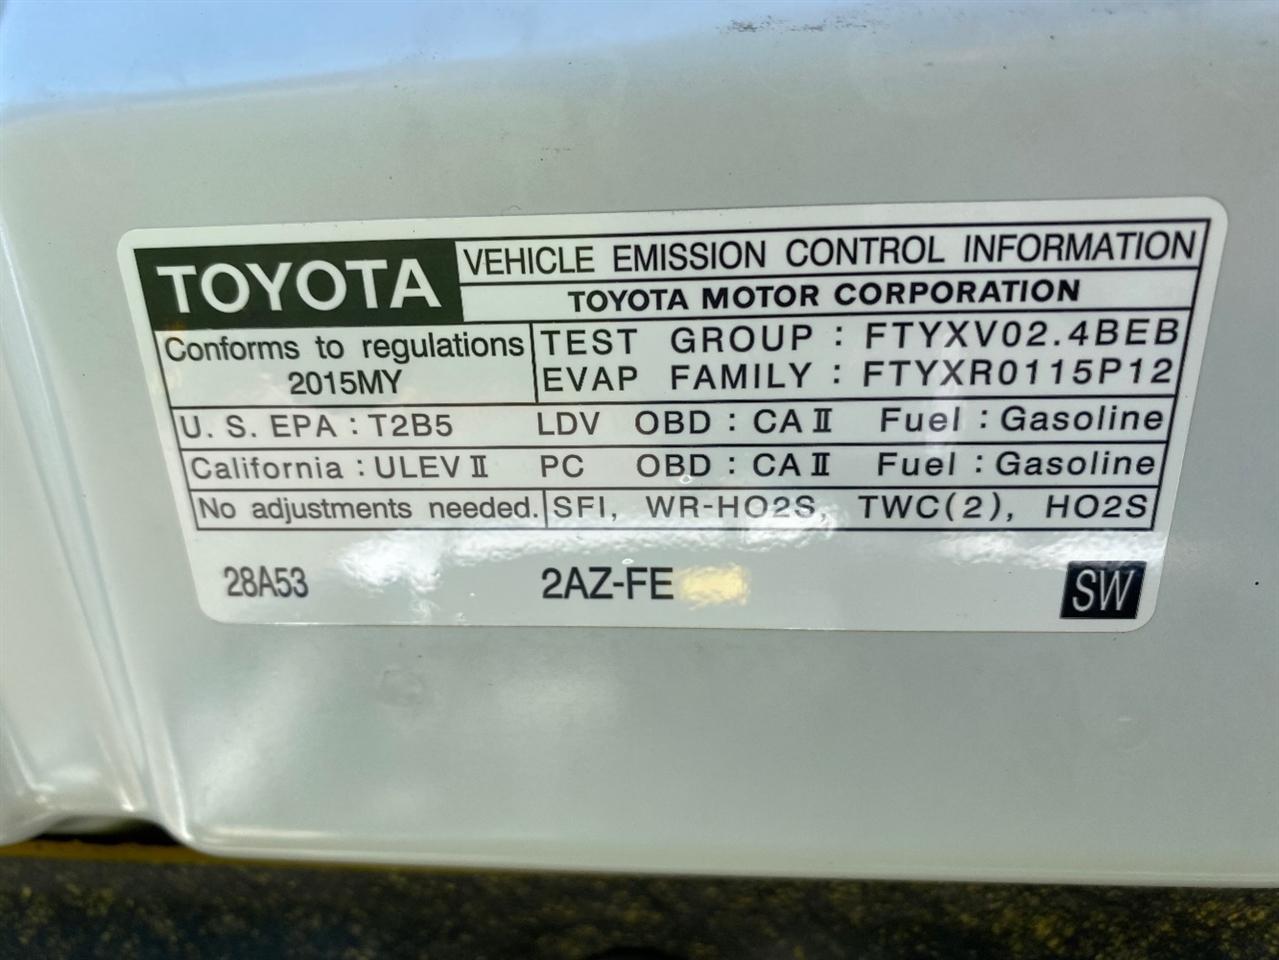 TOYOTA VEHICLE EMISSION CONTROL INFORMATION
TOYOTA MOTOR CORPORATION
Conforms to regulations
2015MY
TEST GROUP : FTYXV02.4BEB
EVAP FAMILY : FTYXR0115P12
U. S. EPA : T2B5 LDV OBD : CA II Fuel : Gasoline
California : ULEV II PC OBD : CA II Fuel : Gasoline
No adjustments needed. SFI, WR-HO2S, TWC(2), HO2S
28A53 2AZ-FE SW